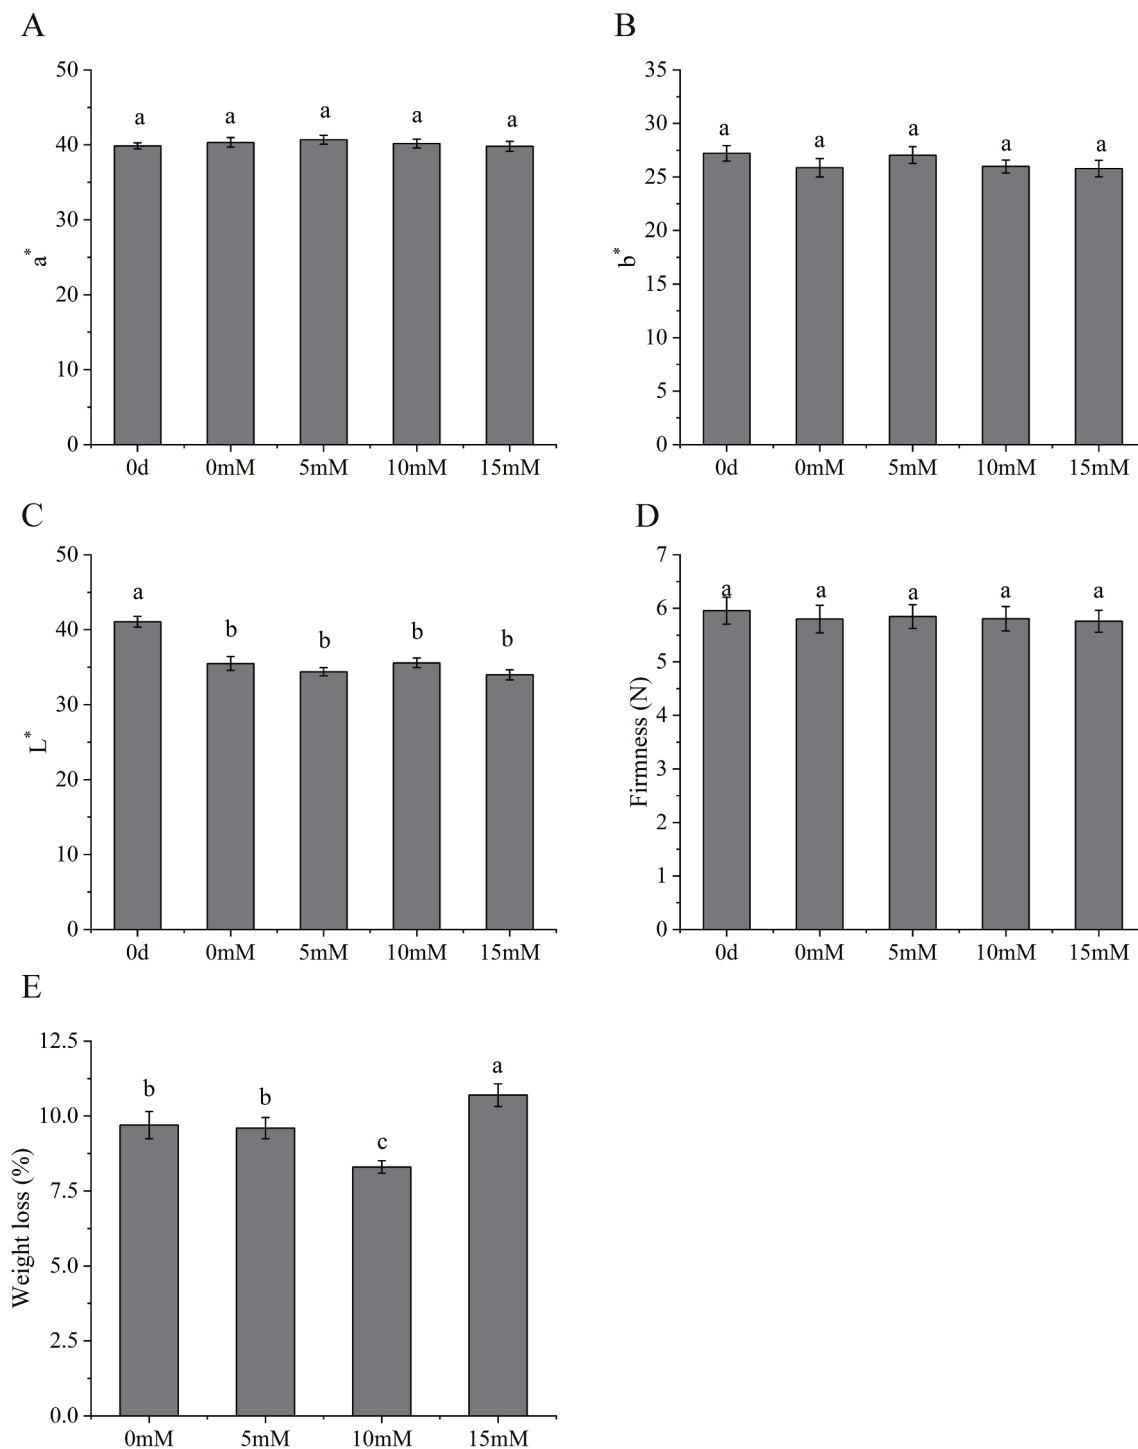 A
50
40
30
20
10
0
a*
a a a a a
0d 0mM 5mM 10mM 15mM
B
35
30
25
20
15
10
5
0
b*
a a a a a
0d 0mM 5mM 10mM 15mM
C
50
40
30
20
10
0
L*
a b b b b
0d 0mM 5mM 10mM 15mM
D
7
6
5
4
3
2
1
0
Firmness (N)
a a a a a
0d 0mM 5mM 10mM 15mM
E
12.5
10.0
7.5
5.0
2.5
0.0
Weight loss (%)
b b c a
0mM 5mM 10mM 15mM